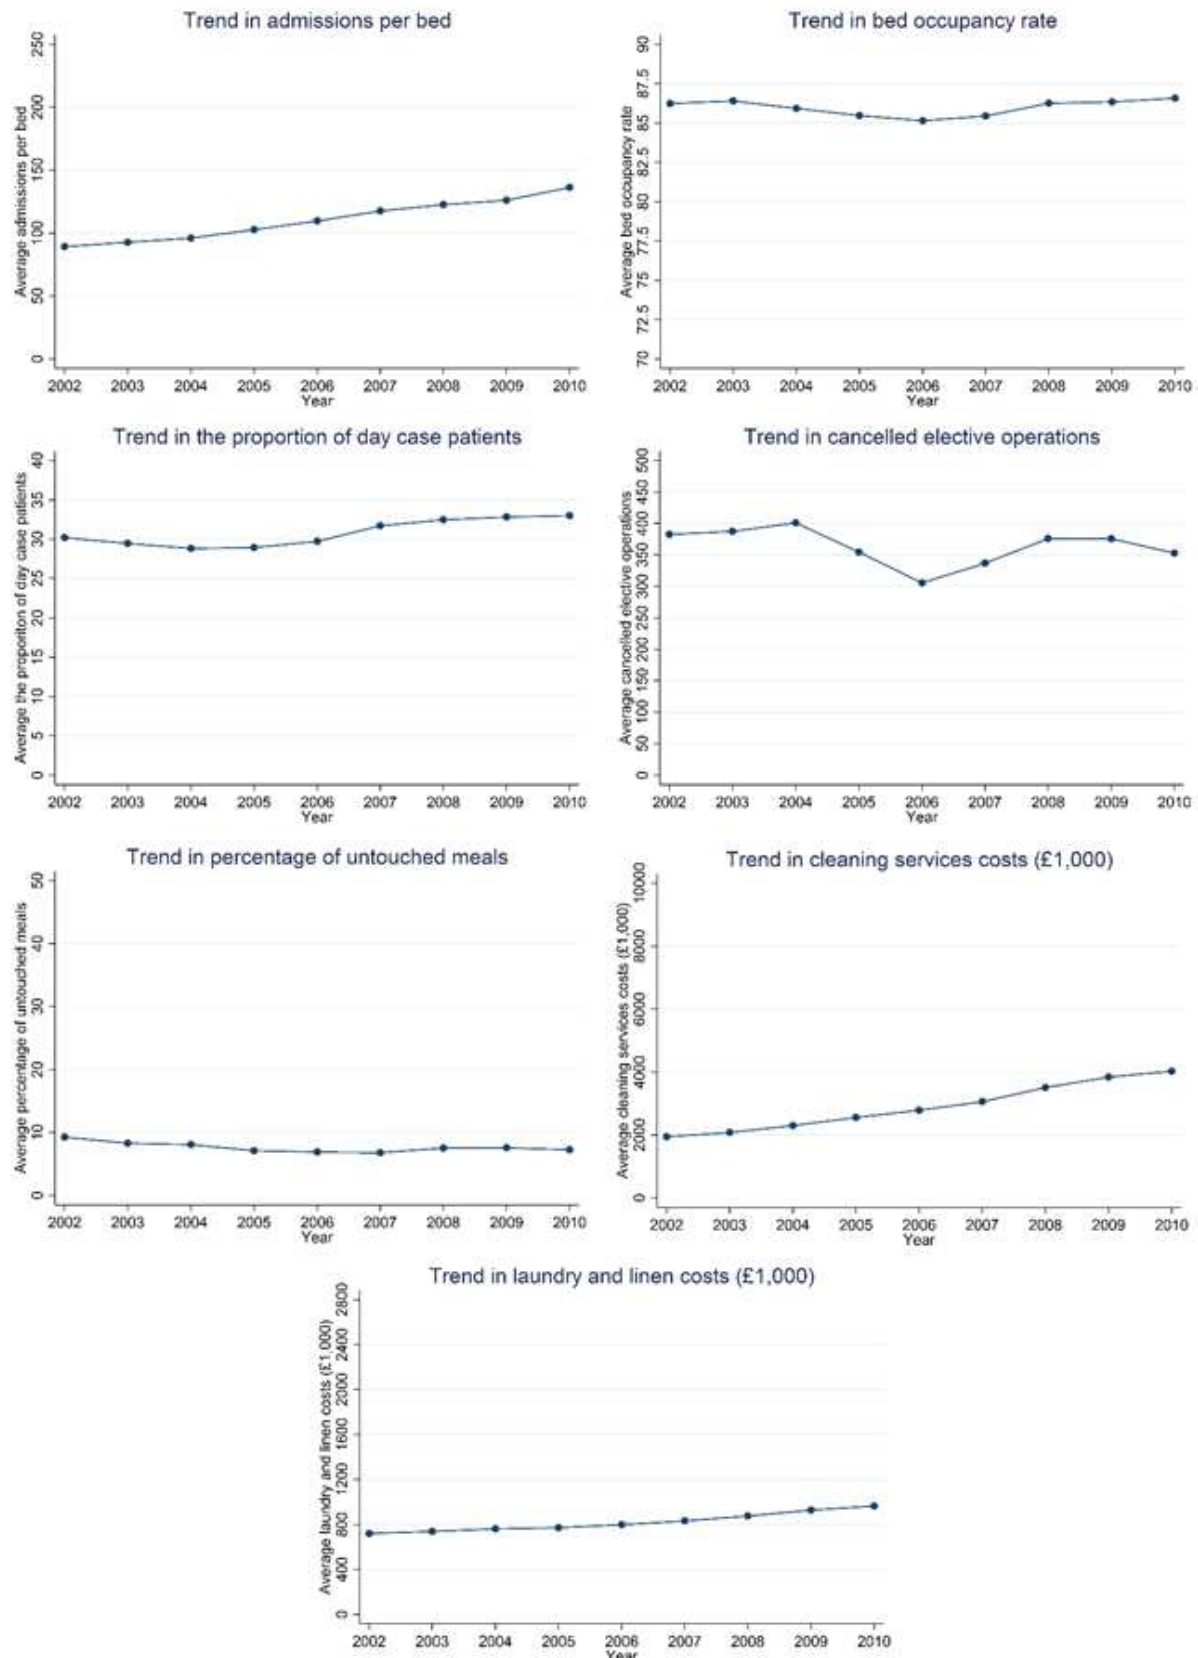 Trend in admissions per bed
Average admissions per bed
250
200
150
100
50
0
2002 2003 2004 2005 2006 2007 2008 2009 2010
Year
Trend in bed occupancy rate
Average bed occupancy rate
90
87.5
85
82.5
80
77.5
75
72.5
70
2002 2003 2004 2005 2006 2007 2008 2009 2010
Year
Trend in the proportion of day case patients
Average the proporiton of day case patients
40
35
30
25
20
15
10
5
0
2002 2003 2004 2005 2006 2007 2008 2009 2010
Year
Trend in cancelled elective operations
Average cancelled elective operations
500
450
400
350
300
250
200
150
100
50
0
2002 2003 2004 2005 2006 2007 2008 2009 2010
Year
Trend in percentage of untouched meals
Average percentage of untouched meals
50
40
30
20
10
0
2002 2003 2004 2005 2006 2007 2008 2009 2010
Year
Trend in cleaning services costs (£1,000)
Average cleaning services costs (£1,000)
10000
8000
6000
4000
2000
0
2002 2003 2004 2005 2006 2007 2008 2009 2010
Year
Trend in laundry and linen costs (£1,000)
Average laundry and linen costs (£1,000)
2800
2400
2000
1600
1200
800
400
0
2002 2003 2004 2005 2006 2007 2008 2009 2010
Year